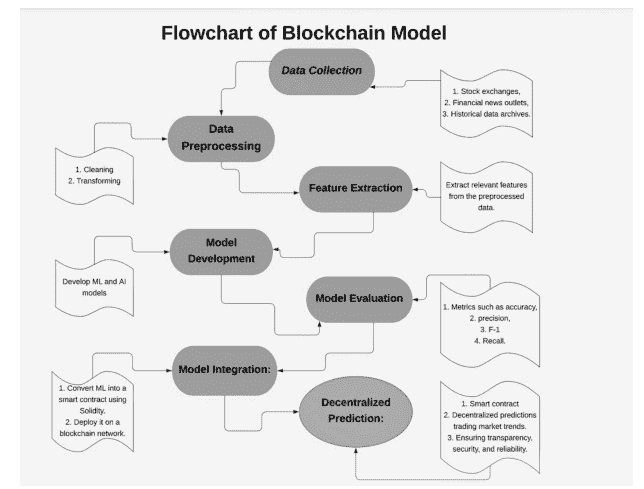 Flowchart of Blockchain Model
Data Collection
1. Stock exchanges,
2. Financial news outlets,
3. Historical data archives.
Data
Preprocessing
1. Cleaning
2. Transforming
Feature Extraction
Extract relevant features
from the preprocessed
data.
Model
Development
Develop ML and AI
models
Model Evaluation
1. Metrics such as accuracy,
2. precision,
3. F-1
4. Recall.
Model Integration:
1. Convert ML into a
smart contract using
Solidity.
2. Deploy it on a
blockchain network.
Decentralized
Prediction:
1. Smart contract
2. Decentralized predictions
trading market trends.
3. Ensuring transparency,
security, and reliability.